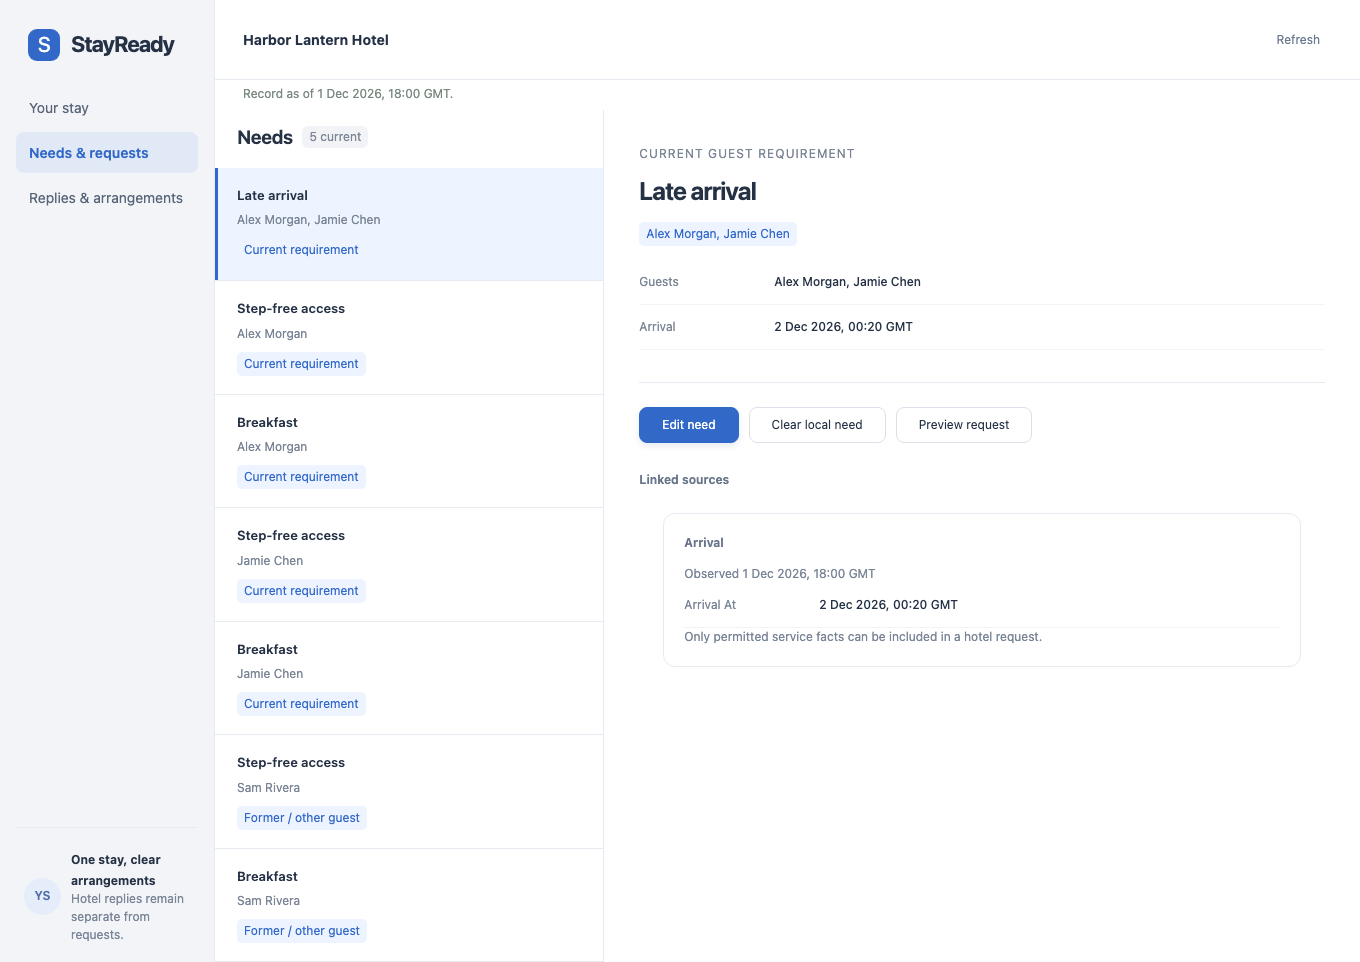 S StayReady
Your stay
Needs & requests
Replies & arrangements
YS
One stay, clear
arrangements
Hotel replies remain
separate from
requests.
Harbor Lantern Hotel
Refresh
Record as of 1 Dec 2026, 18:00 GMT.
Needs 5 current
Late arrival
Alex Morgan, Jamie Chen
Current requirement
Step-free access
Alex Morgan
Current requirement
Breakfast
Alex Morgan
Current requirement
Step-free access
Jamie Chen
Current requirement
Breakfast
Jamie Chen
Current requirement
Step-free access
Sam Rivera
Former / other guest
Breakfast
Sam Rivera
Former / other guest
CURRENT GUEST REQUIREMENT
Late arrival
Alex Morgan, Jamie Chen
Guests Alex Morgan, Jamie Chen
Arrival 2 Dec 2026, 00:20 GMT
Edit need Clear local need Preview request
Linked sources
Arrival
Observed 1 Dec 2026, 18:00 GMT
Arrival At 2 Dec 2026, 00:20 GMT
Only permitted service facts can be included in a hotel request.